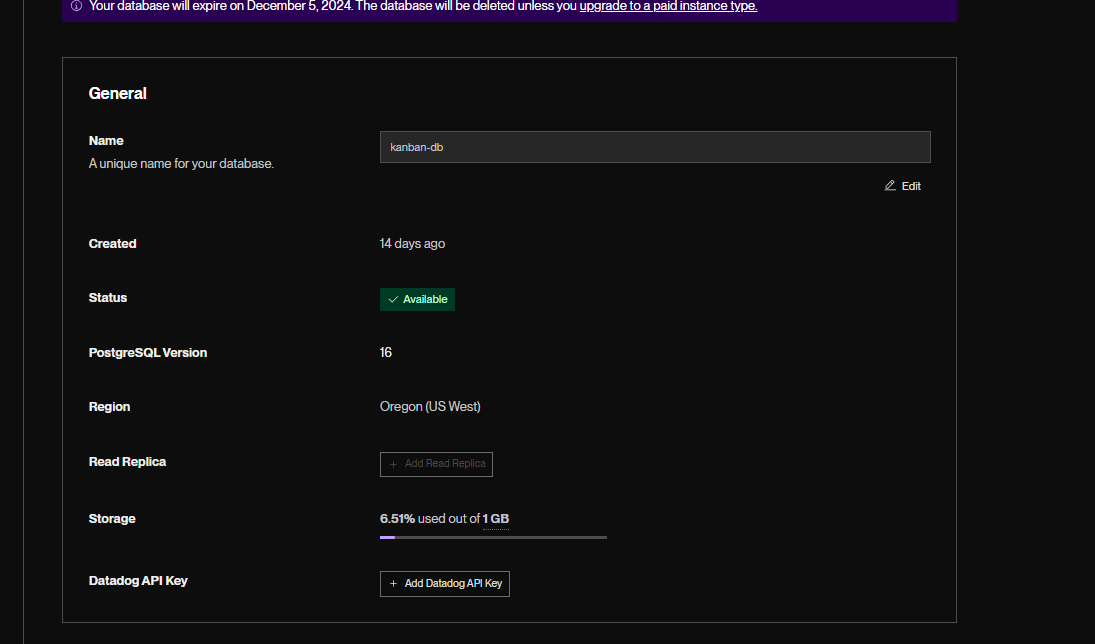 Your database will expire on December 5, 2024. The database will be deleted unless you upgrade to a paid instance type.
General
Name
A unique name for your database.
kanban-db
Edit
Created
14 days ago
Status
Available
PostgreSQL Version
16
Region
Oregon (US West)
Read Replica
+ Add Read Replica
Storage
6.51% used out of 1 GB
Datadog API Key
+ Add Datadog API Key